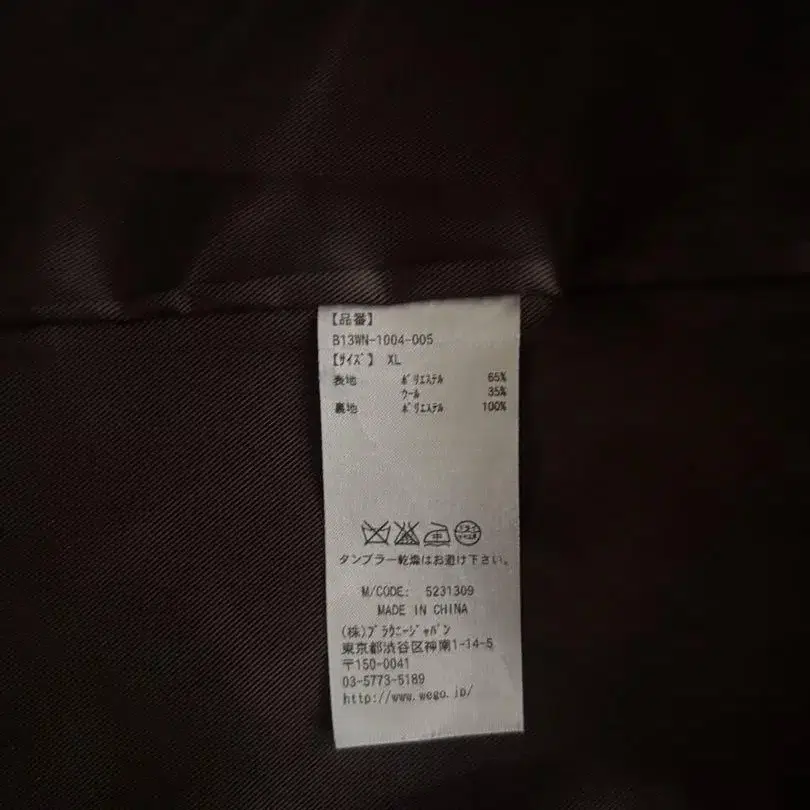 【品番】
B13WN-1004-005
【ｻｲｽﾞ】 XL
表地 ﾎﾟﾘｴｽﾃﾙ 65%
ｳｰﾙ 35%
裏地 ﾎﾟﾘｴｽﾃﾙ 100%
中
ドライ
タンブラー乾燥はお避け下さい。
M/CODE: 5231309
MADE IN CHINA
(株)ﾌﾞﾗｳﾆｰｼﾞｬﾊﾟﾝ
東京都渋谷区神南1-14-5
〒150-0041
03-5773-5189
http://www.wego.jp/